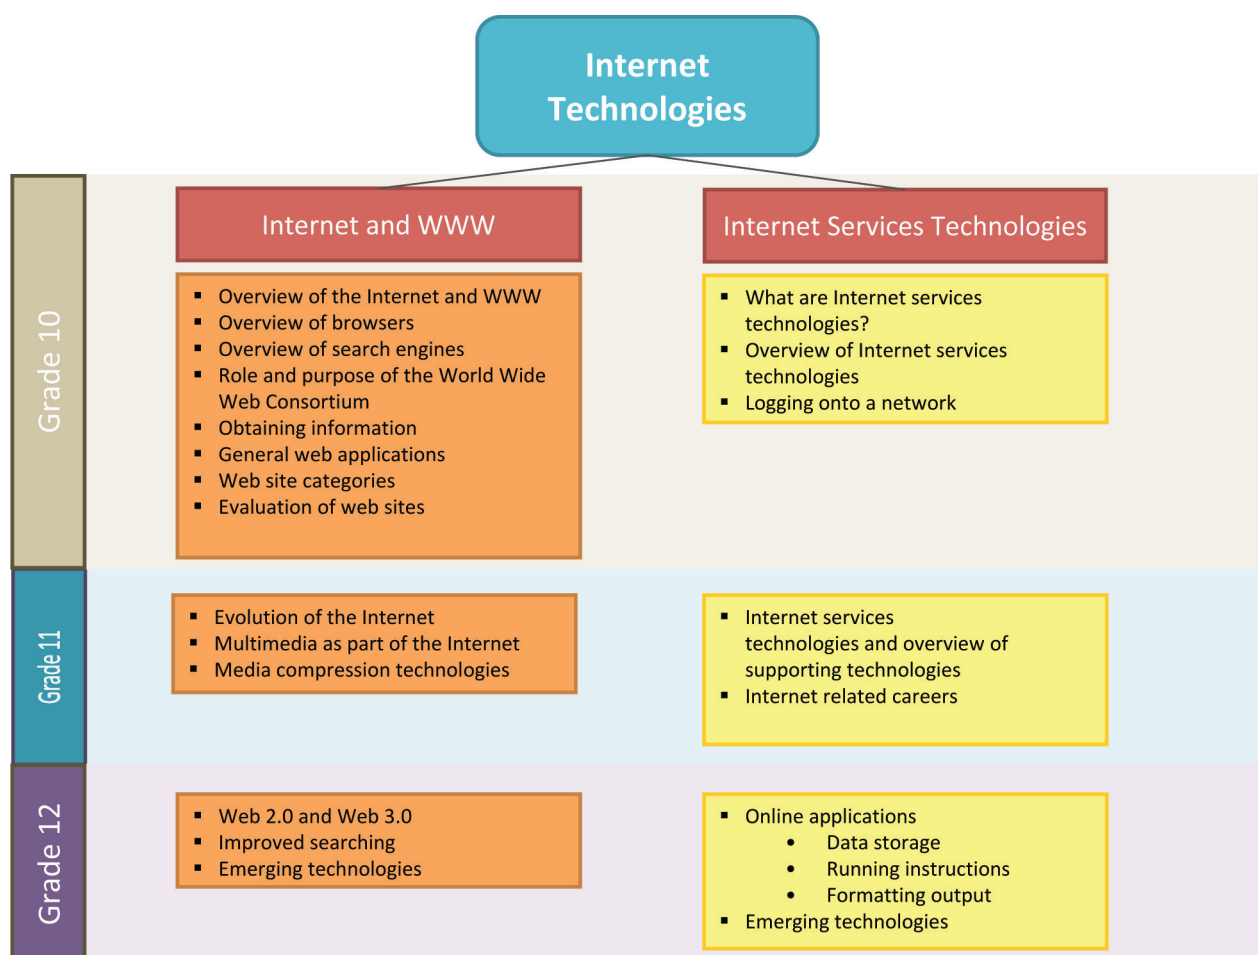 Internet
Technologies
Internet and WWW
Internet Services Technologies
Grade 10
▪ Overview of the Internet and WWW
▪ Overview of browsers
▪ Overview of search engines
▪ Role and purpose of the World Wide
Web Consortium
▪ Obtaining information
▪ General web applications
▪ Web site categories
▪ Evaluation of web sites
▪ What are Internet services
technologies?
▪ Overview of Internet services
technologies
▪ Logging onto a network
Grade 11
▪ Evolution of the Internet
▪ Multimedia as part of the Internet
▪ Media compression technologies
▪ Internet services
technologies and overview of
supporting technologies
▪ Internet related careers
Grade 12
▪ Web 2.0 and Web 3.0
▪ Improved searching
▪ Emerging technologies
▪ Online applications
• Data storage
• Running instructions
• Formatting output
▪ Emerging technologies